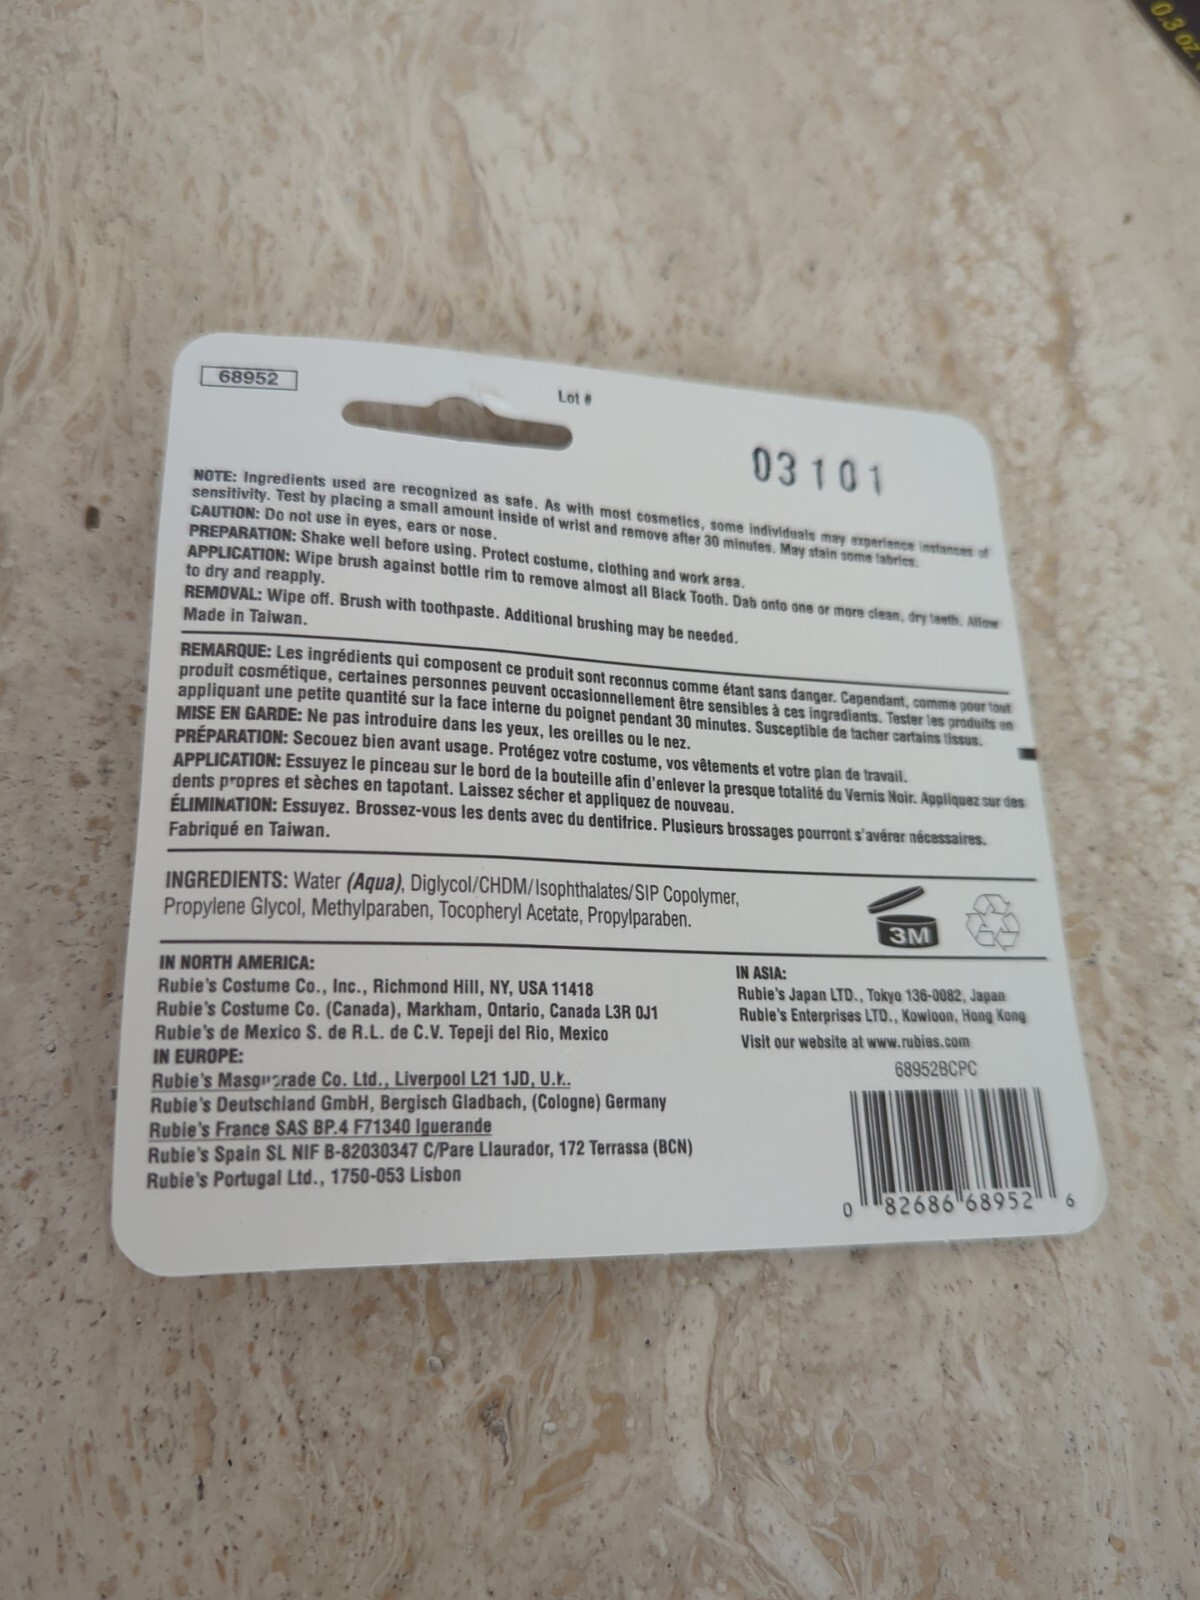 0.3 oz
68952
Lot #
03101
NOTE: Ingredients used are recognized as safe. As with most cosmetics, some individuals may experience instances of
sensitivity. Test by placing a small amount inside of wrist and remove after 30 minutes. May stain some fabrics.
CAUTION: Do not use in eyes, ears or nose.
PREPARATION: Shake well before using. Protect costume, clothing and work area.
APPLICATION: Wipe brush against bottle rim to remove almost all Black Tooth. Dab onto one or more clean, dry teeth. Allow
to dry and reapply.
REMOVAL: Wipe off. Brush with toothpaste. Additional brushing may be needed.
Made in Taiwan.
REMARQUE: Les ingrédients qui composent ce produit sont reconnus comme étant sans danger. Cependant, comme pour tout
produit cosmétique, certaines personnes peuvent occasionnellement être sensibles à ces ingredients. Tester les produits en
appliquant une petite quantité sur la face interne du poignet pendant 30 minutes. Susceptible de tacher certains tissus.
MISE EN GARDE: Ne pas introduire dans les yeux, les oreilles ou le nez.
PRÉPARATION: Secouez bien avant usage. Protégez votre costume, vos vêtements et votre plan de travail.
APPLICATION: Essuyez le pinceau sur le bord de la bouteille afin d'enlever la presque totalité du Vernis Noir. Appliquez sur des
dents propres et sèches en tapotant. Laissez sécher et appliquez de nouveau.
ÉLIMINATION: Essuyez. Brossez-vous les dents avec du dentifrice. Plusieurs brossages pourront s'avérer nécessaires.
Fabriqué en Taiwan.
INGREDIENTS: Water (Aqua), Diglycol/CHDM/Isophthalates/SIP Copolymer,
Propylene Glycol, Methylparaben, Tocopheryl Acetate, Propylparaben.
3M
IN NORTH AMERICA:
Rubie's Costume Co., Inc., Richmond Hill, NY, USA 11418
Rubie's Costume Co. (Canada), Markham, Ontario, Canada L3R 0J1
Rubie's de Mexico S. de R.L. de C.V. Tepeji del Rio, Mexico
IN EUROPE:
Rubie's Masquerade Co. Ltd., Liverpool L21 1JD, U.K.
Rubie's Deutschland GmbH, Bergisch Gladbach, (Cologne) Germany
Rubie's France SAS BP.4 F71340 Iguerande
Rubie's Spain SL NIF B-82030347 C/Pare Llaurador, 172 Terrassa (BCN)
Rubie's Portugal Ltd., 1750-053 Lisbon
IN ASIA:
Rubie's Japan LTD., Tokyo 136-0082, Japan
Rubie's Enterprises LTD., Kowloon, Hong Kong
Visit our website at www.rubies.com
68952BCPC
0 82686 68952 6